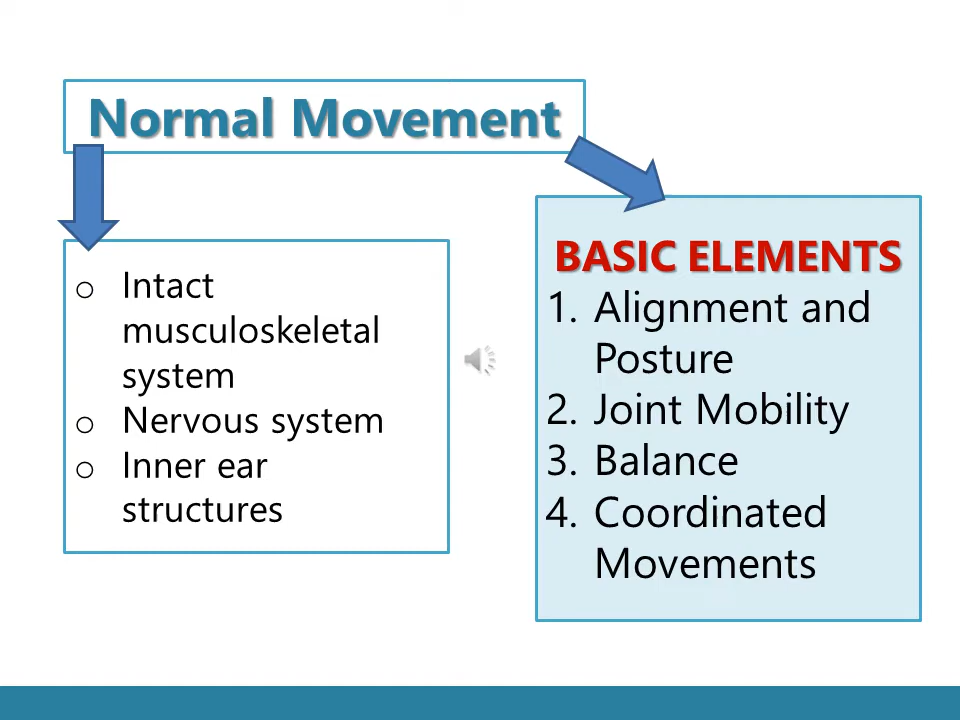 Normal Movement
o Intact
musculoskeletal
system
o Nervous system
o Inner ear
structures
BASIC ELEMENTS
1. Alignment and
Posture
2. Joint Mobility
3. Balance
4. Coordinated
Movements